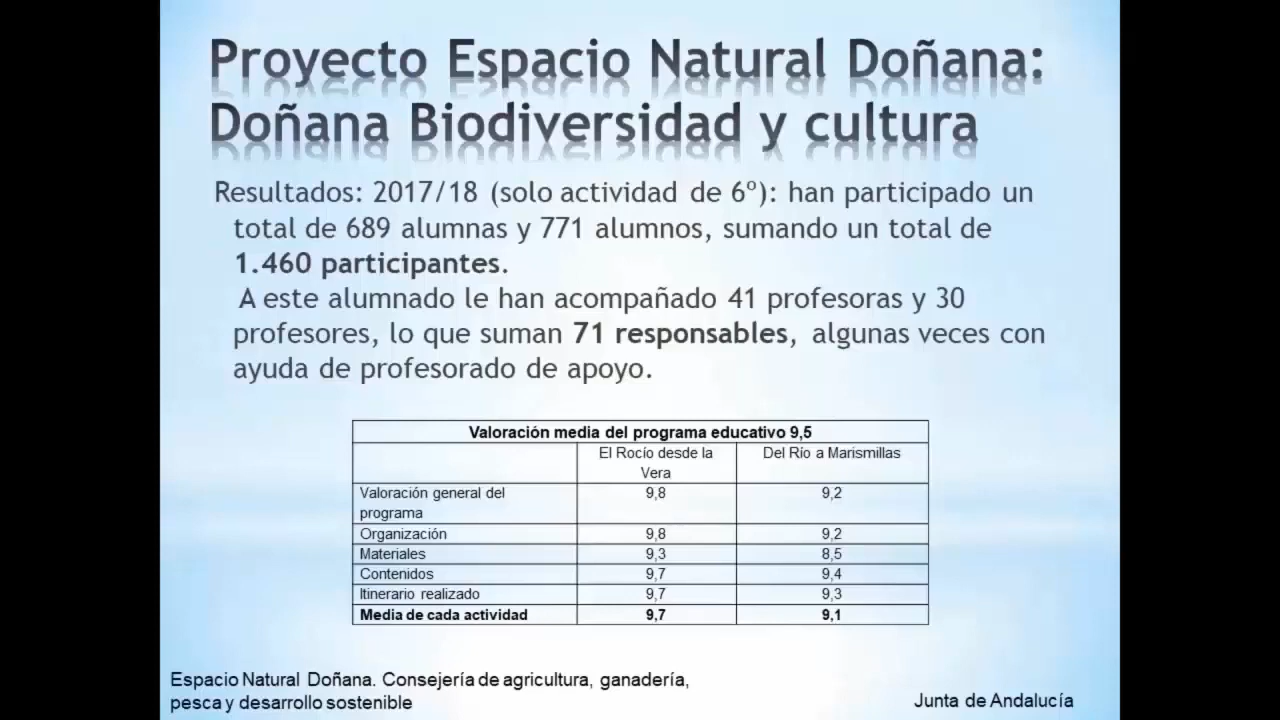 Proyecto Espacio Natural Doñana:
Doñana Biodiversidad y cultura
Resultados: 2017/18 (solo actividad de 6º): han participado un
total de 689 alumnas y 771 alumnos, sumando un total de
1.460 participantes.
A este alumnado le han acompañado 41 profesoras y 30
profesores, lo que suman 71 responsables, algunas veces con
ayuda de profesorado de apoyo.
Valoración media del programa educativo 9,5
El Rocío desde la Vera Del Río a Marismillas
Valoración general del programa 9,8 9,2
Organización 9,8 9,2
Materiales 9,3 8,5
Contenidos 9,7 9,4
Itinerario realizado 9,7 9,3
Media de cada actividad 9,7 9,1
Espacio Natural Doñana. Consejería de agricultura, ganadería,
pesca y desarrollo sostenible
Junta de Andalucía